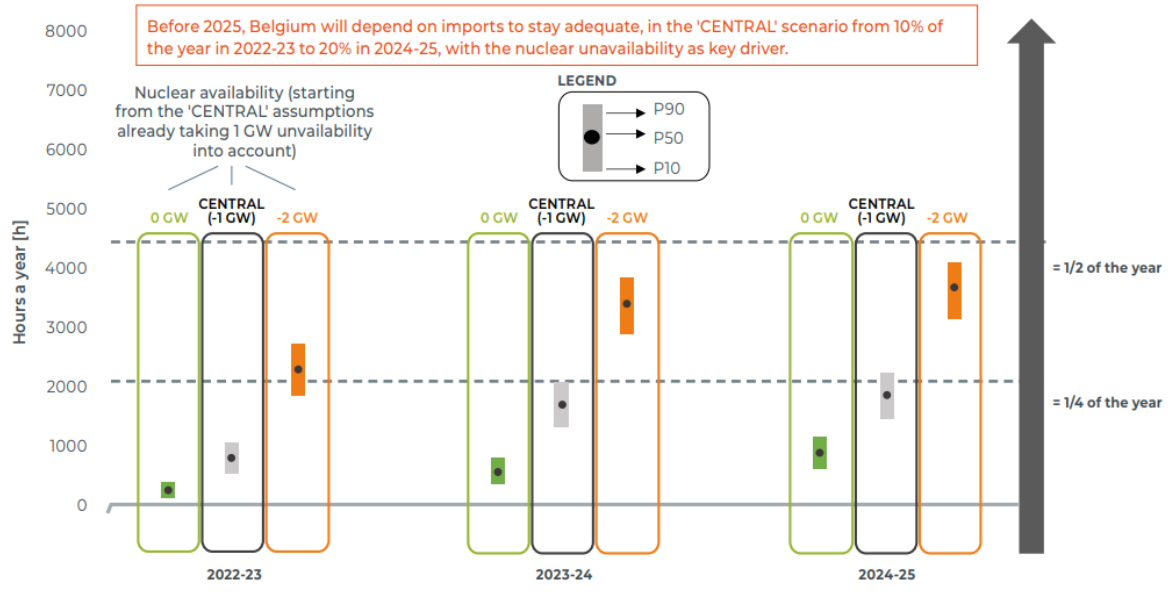 Before 2025, Belgium will depend on imports to stay adequate, in the 'CENTRAL' scenario from 10% of
the year in 2022-23 to 20% in 2024-25, with the nuclear unavailability as key driver.
LEGEND
P90
P50
P10
Nuclear availability (starting
from the 'CENTRAL' assumptions
already taking 1 GW unvailability
into account)
Hours a year [h]
8000
7000
6000
5000
4000
3000
2000
1000
0
0 GW
CENTRAL
(-1 GW)
-2 GW
0 GW
CENTRAL
(-1 GW)
-2 GW
0 GW
CENTRAL
(-1 GW)
-2 GW
= 1/2 of the year
= 1/4 of the year
2022-23
2023-24
2024-25